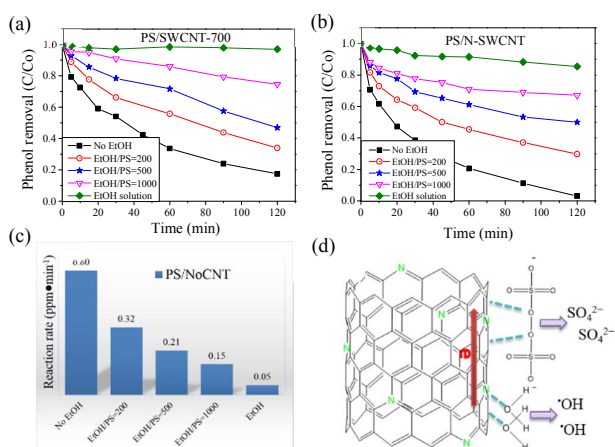 (a)
PS/SWCNT-700
Phenol removal (C/Co)
1.0
0.8
0.6
0.4
0.2
0.0
No EtOH
EtOH/PS=200
EtOH/PS=500
EtOH/PS=1000
EtOH solution
0 20 40 60 80 100 120
Time (min)
(b)
PS/N-SWCNT
Phenol removal (C/Co)
1.0
0.8
0.6
0.4
0.2
0.0
No EtOH
EtOH/PS=200
EtOH/PS=500
EtOH/PS=1000
EtOH solution
0 20 40 60 80 100 120
Time (min)
(c)
PS/NoCNT
Reaction rate (ppm●min⁻¹)
0.60
0.32
0.21
0.15
0.05
No EtOH
EtOH/PS=200
EtOH/PS=500
EtOH/PS=1000
EtOH
(d)
N
N
N
N
N
N
e
O⁻
O=S=O
O
O
O=S=O
O⁻
SO₄²⁻
SO₄²⁻
H
O H
O H
H
•OH
•OH